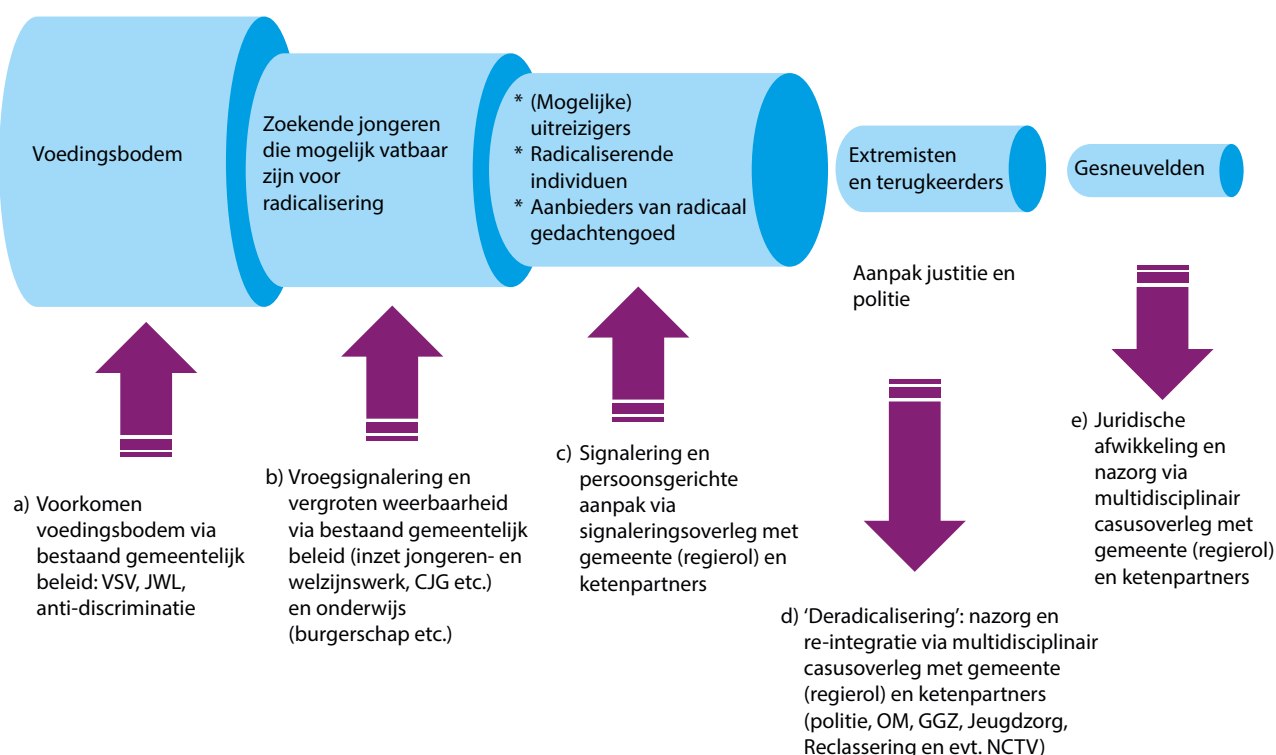 Voedingsbodem
Zoekende jongeren
die mogelijk vatbaar
zijn voor
radicalisering
* (Mogelijke)
uitreizigers
* Radicaliserende
individuen
* Aanbieders van radicaal
gedachtengoed
Extremisten
en terugkeerders
Gesneuvelden
Aanpak justitie en
politie
a) Voorkomen
voedingsbodem via
bestaand gemeentelijk
beleid: VSV, JWL,
anti-discriminatie
b) Vroegsignalering en
vergroten weerbaarheid
via bestaand gemeentelijk
beleid (inzet jongeren- en
welzijnswerk, CJG etc.)
en onderwijs
(burgerschap etc.)
c) Signalering en
persoonsgerichte
aanpak via
signaleringsoverleg met
gemeente (regierol) en
ketenpartners
d) ‘Deradicalisering’: nazorg en
re-integratie via multidisciplinair
casusoverleg met gemeente
(regierol) en ketenpartners
(politie, OM, GGZ, Jeugdzorg,
Reclassering en evt. NCTV)
e) Juridische
afwikkeling en
nazorg via
multidisciplinair
casusoverleg met
gemeente (regierol)
en ketenpartners